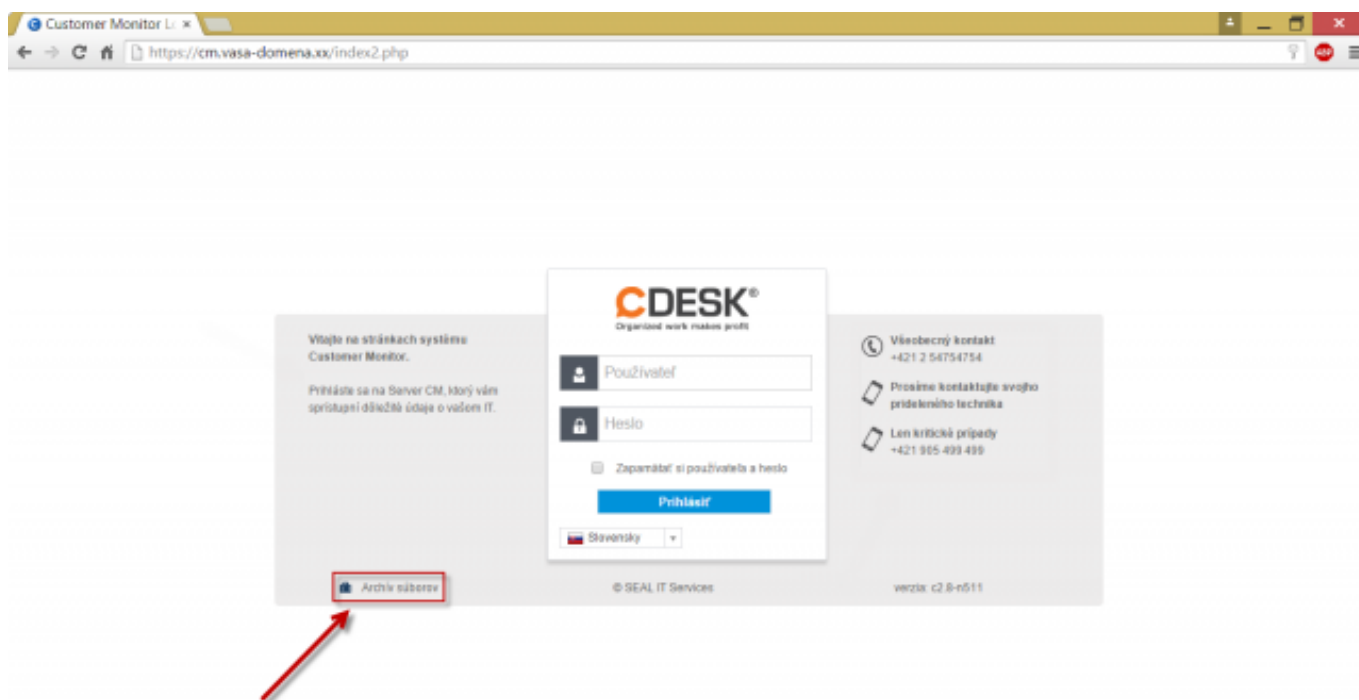 Customer Monitor Lo
https://cm.vasa-domena.xx/index2.php
ABP
CDESK®
Organized work makes profit
Vitajte na stránkach systému
Customer Monitor.
Prihláste sa na Server CM, ktorý vám
sprístupní dôležité údaje o vašom IT.
Používateľ
Heslo
Zapamätať si používateľa a heslo
Prihlásiť
Slovensky
Všeobecný kontakt
+421 2 54754754
Prosíme kontaktujte svojho
prideleného technika
Len kritické prípady
+421 905 499 499
Archív súborov
© SEAL IT Services
verzia: c2.8-n511